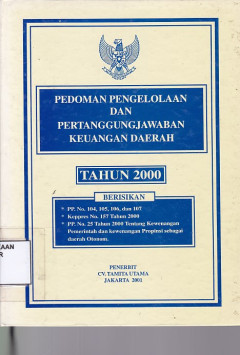 PEDOMAN PENGELOLAAN
DAN
PERTANGGUNGJAWABAN
KEUANGAN DAERAH
TAHUN 2000
BERISIKAN
* PP. No. 104, 105, 106, dan 107
* Keppres No. 157 Tahun 2000
* PP. No. 25 Tahun 2000 Tentang Kewenangan
Pemerintah dan kewenangan Propinsi sebagai
daerah Otonom.
PENERBIT
CV. TAMITA UTAMA
JAKARTA 2001
AAN
R